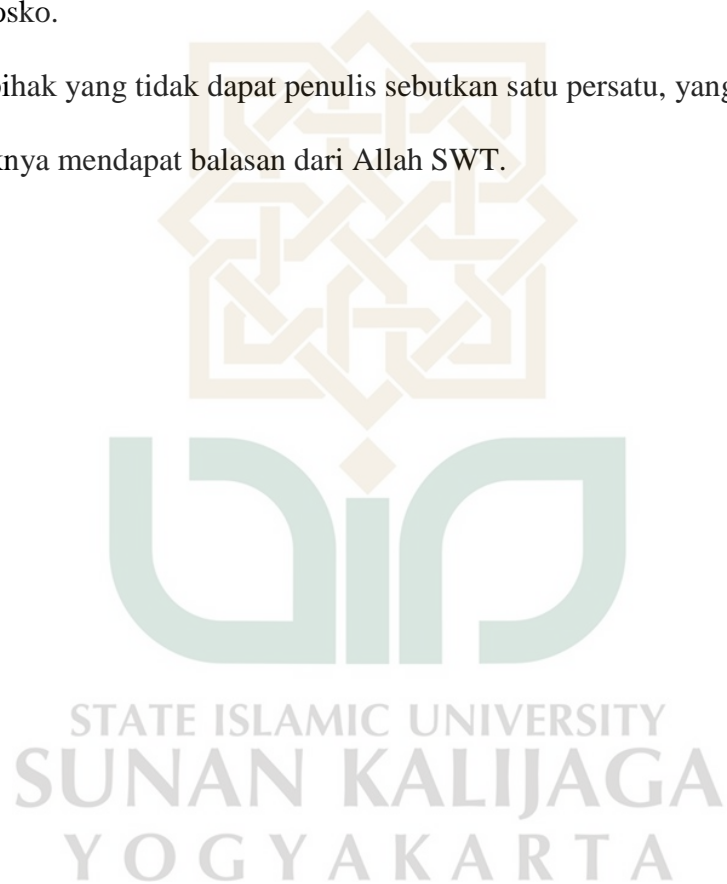 osko.
pihak yang tidak dapat penulis sebutkan satu persatu, yang
knya mendapat balasan dari Allah SWT.
STATE ISLAMIC UNIVERSITY
SUNAN KALIJAGA
YOGYAKARTA